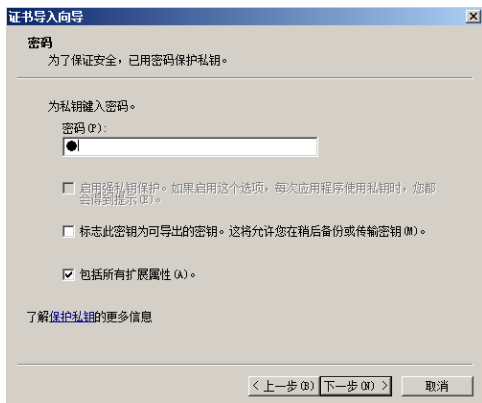 证书导入向导
密码
为了保证安全，已用密码保护私钥。
为私钥键入密码。
密码(P):
●
启用强私钥保护。如果启用这个选项，每次应用程序使用私钥时，您都
会得到提示(E)。
标志此密钥为可导出的密钥。这将允许您在稍后备份或传输密钥(M)。
包括所有扩展属性(A)。
了解保护私钥的更多信息
< 上一步(B) 下一步(N) > 取消